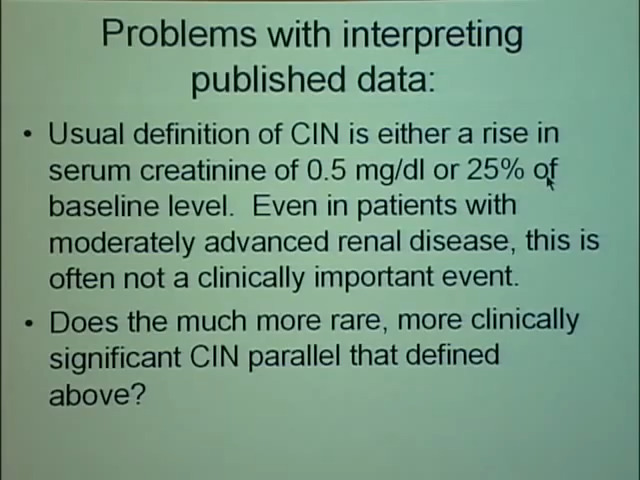 Problems with interpreting
published data:
• Usual definition of CIN is either a rise in
serum creatinine of 0.5 mg/dl or 25% of
baseline level.  Even in patients with
moderately advanced renal disease, this is
often not a clinically important event.
• Does the much more rare, more clinically
significant CIN parallel that defined
above?